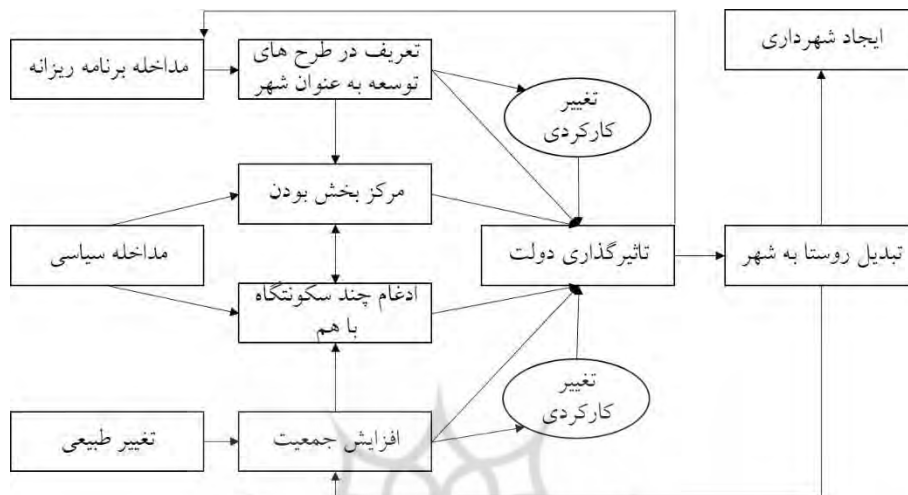 ایجاد شهرداری
تعریف در طرح های
توسعه به عنوان شهر
مداخله برنامه ریزانه
تغییر
کارکردی
مرکز بخش بودن
تبدیل روستا به شهر
تاثیرگذاری دولت
مداخله سیاسی
ادغام چند سکونتگاه
با هم
تغییر
کارکردی
افزایش جمعیت
تغییر طبیعی